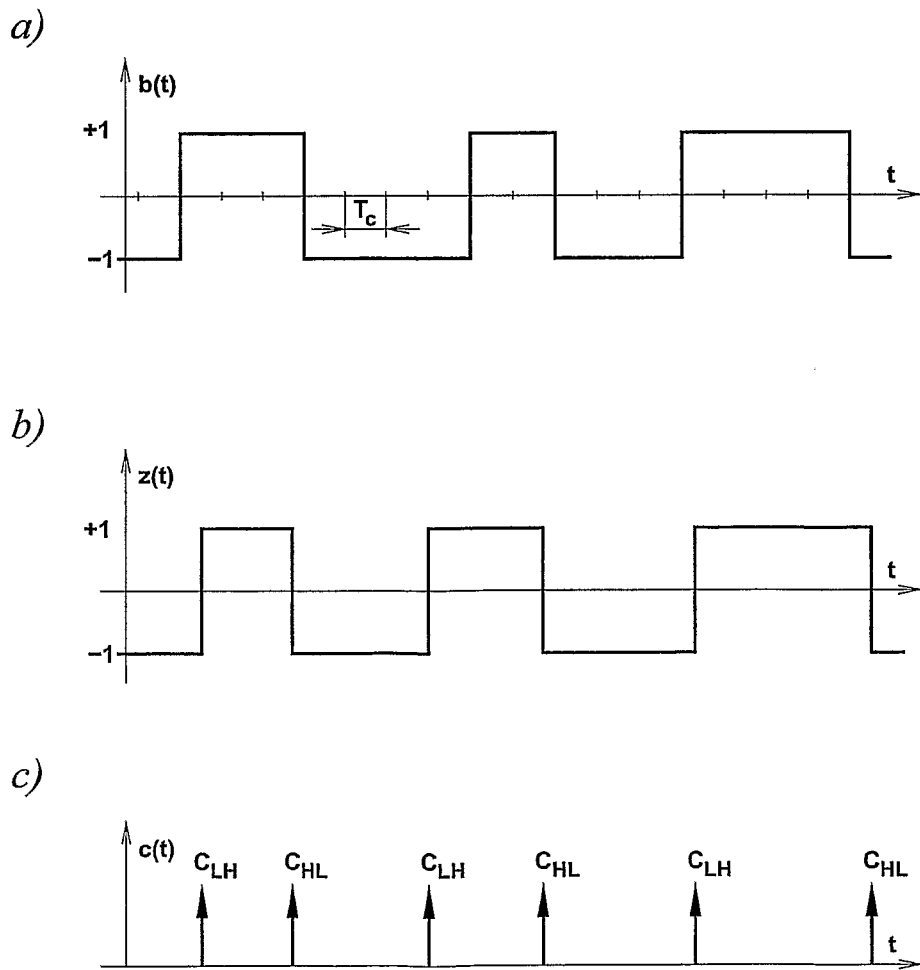 a)
b(t)
+1
t
T_c
−1
b)
z(t)
+1
t
−1
c)
c(t)
C_LH C_HL C_LH C_HL C_LH C_HL
t